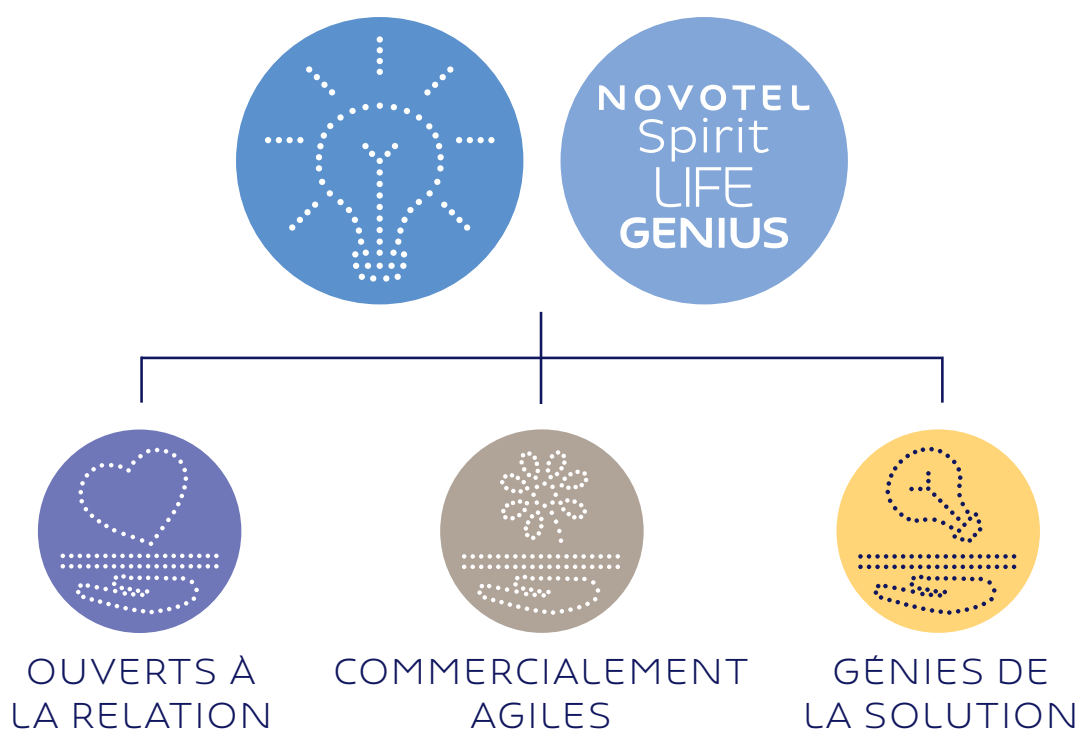 NOVOTEL
Spirit
LIFE
GENIUS
OUVERTS À
LA RELATION
COMMERCIALEMENT
AGILES
GÉNIES DE
LA SOLUTION